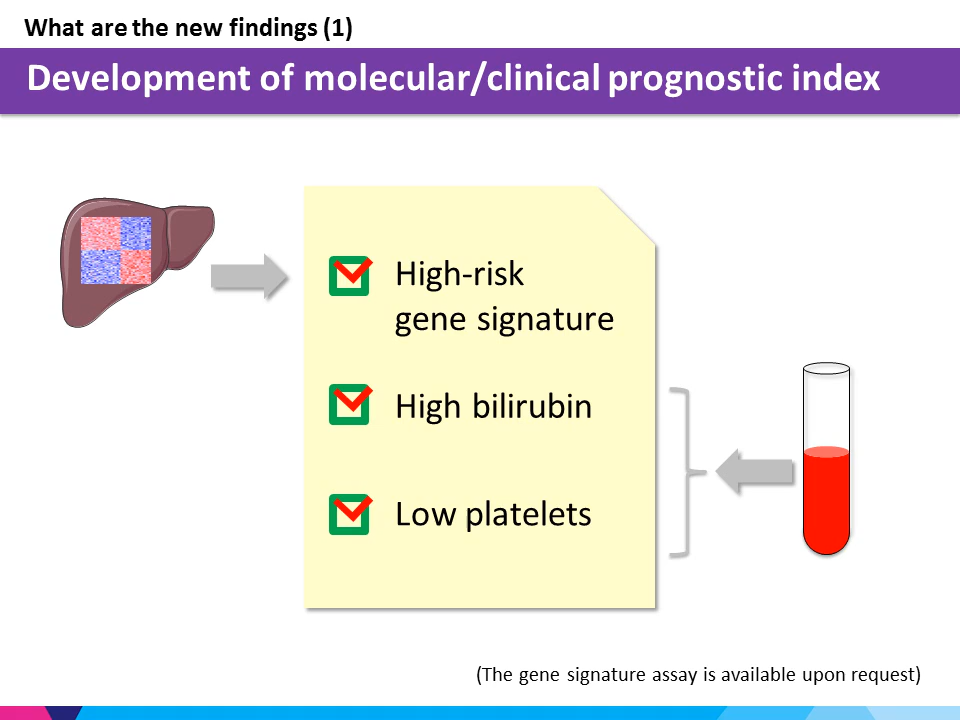 What are the new findings (1)
Development of molecular/clinical prognostic index
High-risk
gene signature
High bilirubin
Low platelets
(The gene signature assay is available upon request)